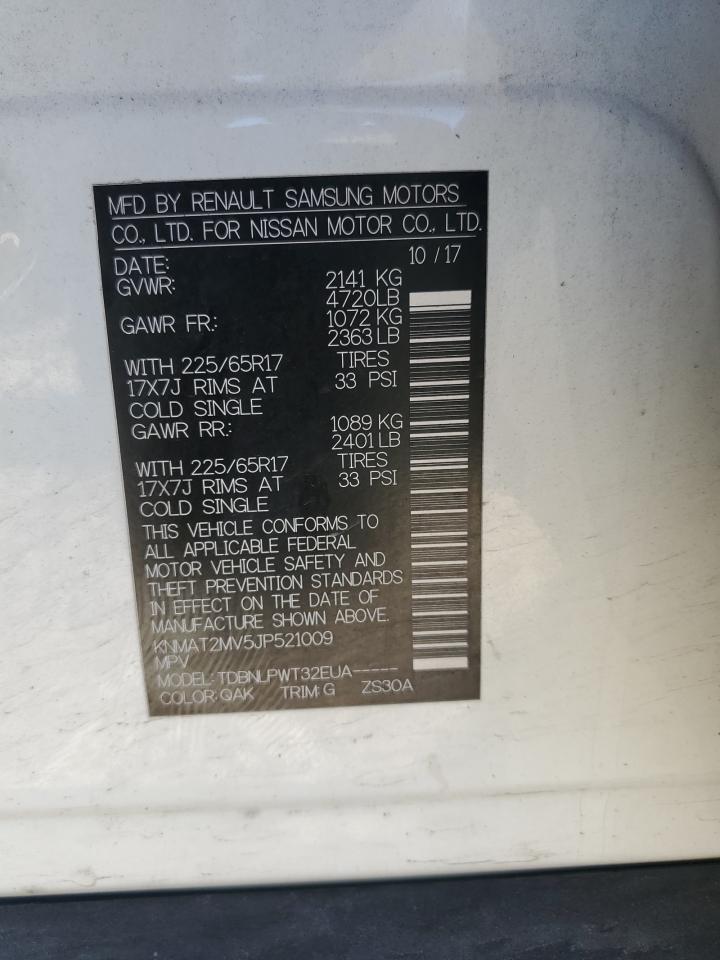 MFD BY RENAULT SAMSUNG MOTORS
CO., LTD. FOR NISSAN MOTOR CO., LTD.
DATE: 10 / 17
GVWR: 2141 KG
4720LB
GAWR FR.: 1072 KG
2363 LB
WITH 225/65R17 TIRES
17X7J RIMS AT 33 PSI
COLD SINGLE
GAWR RR.: 1089 KG
2401 LB
WITH 225/65R17 TIRES
17X7J RIMS AT 33 PSI
COLD SINGLE
THIS VEHICLE CONFORMS TO
ALL APPLICABLE FEDERAL
MOTOR VEHICLE SAFETY AND
THEFT PREVENTION STANDARDS
IN EFFECT ON THE DATE OF
MANUFACTURE SHOWN ABOVE.
KNMAT2MV5JP521009
MPV
MODEL: TDBNLPWT32EUA-----
COLOR: QAK TRIM: G ZS30A